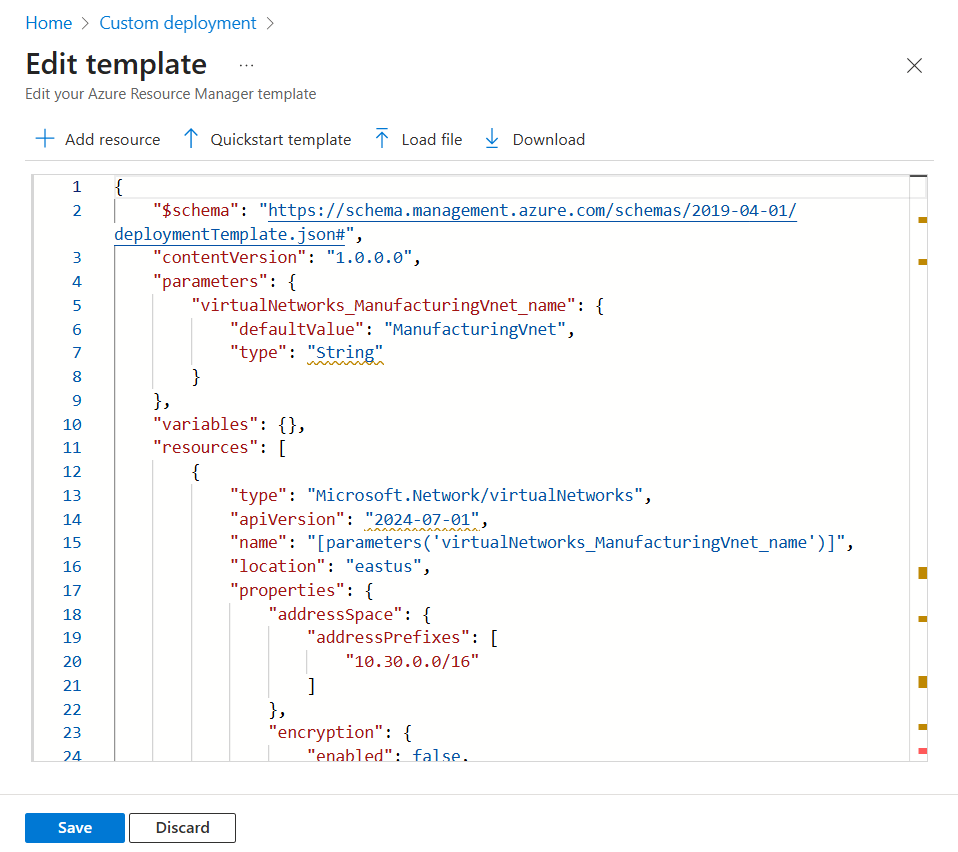 Home > Custom deployment >
Edit template ...
Edit your Azure Resource Manager template
Add resource Quickstart template Load file Download
1 {
2 "$schema": "https://schema.management.azure.com/schemas/2019-04-01/
deploymentTemplate.json#",
3 "contentVersion": "1.0.0.0",
4 "parameters": {
5 "virtualNetworks_ManufacturingVnet_name": {
6 "defaultValue": "ManufacturingVnet",
7 "type": "String"
8 }
9 },
10 "variables": {},
11 "resources": [
12 {
13 "type": "Microsoft.Network/virtualNetworks",
14 "apiVersion": "2024-07-01",
15 "name": "[parameters('virtualNetworks_ManufacturingVnet_name')]",
16 "location": "eastus",
17 "properties": {
18 "addressSpace": {
19 "addressPrefixes": [
20 "10.30.0.0/16"
21 ]
22 },
23 "encryption": {
24 "enabled": false,
Save Discard